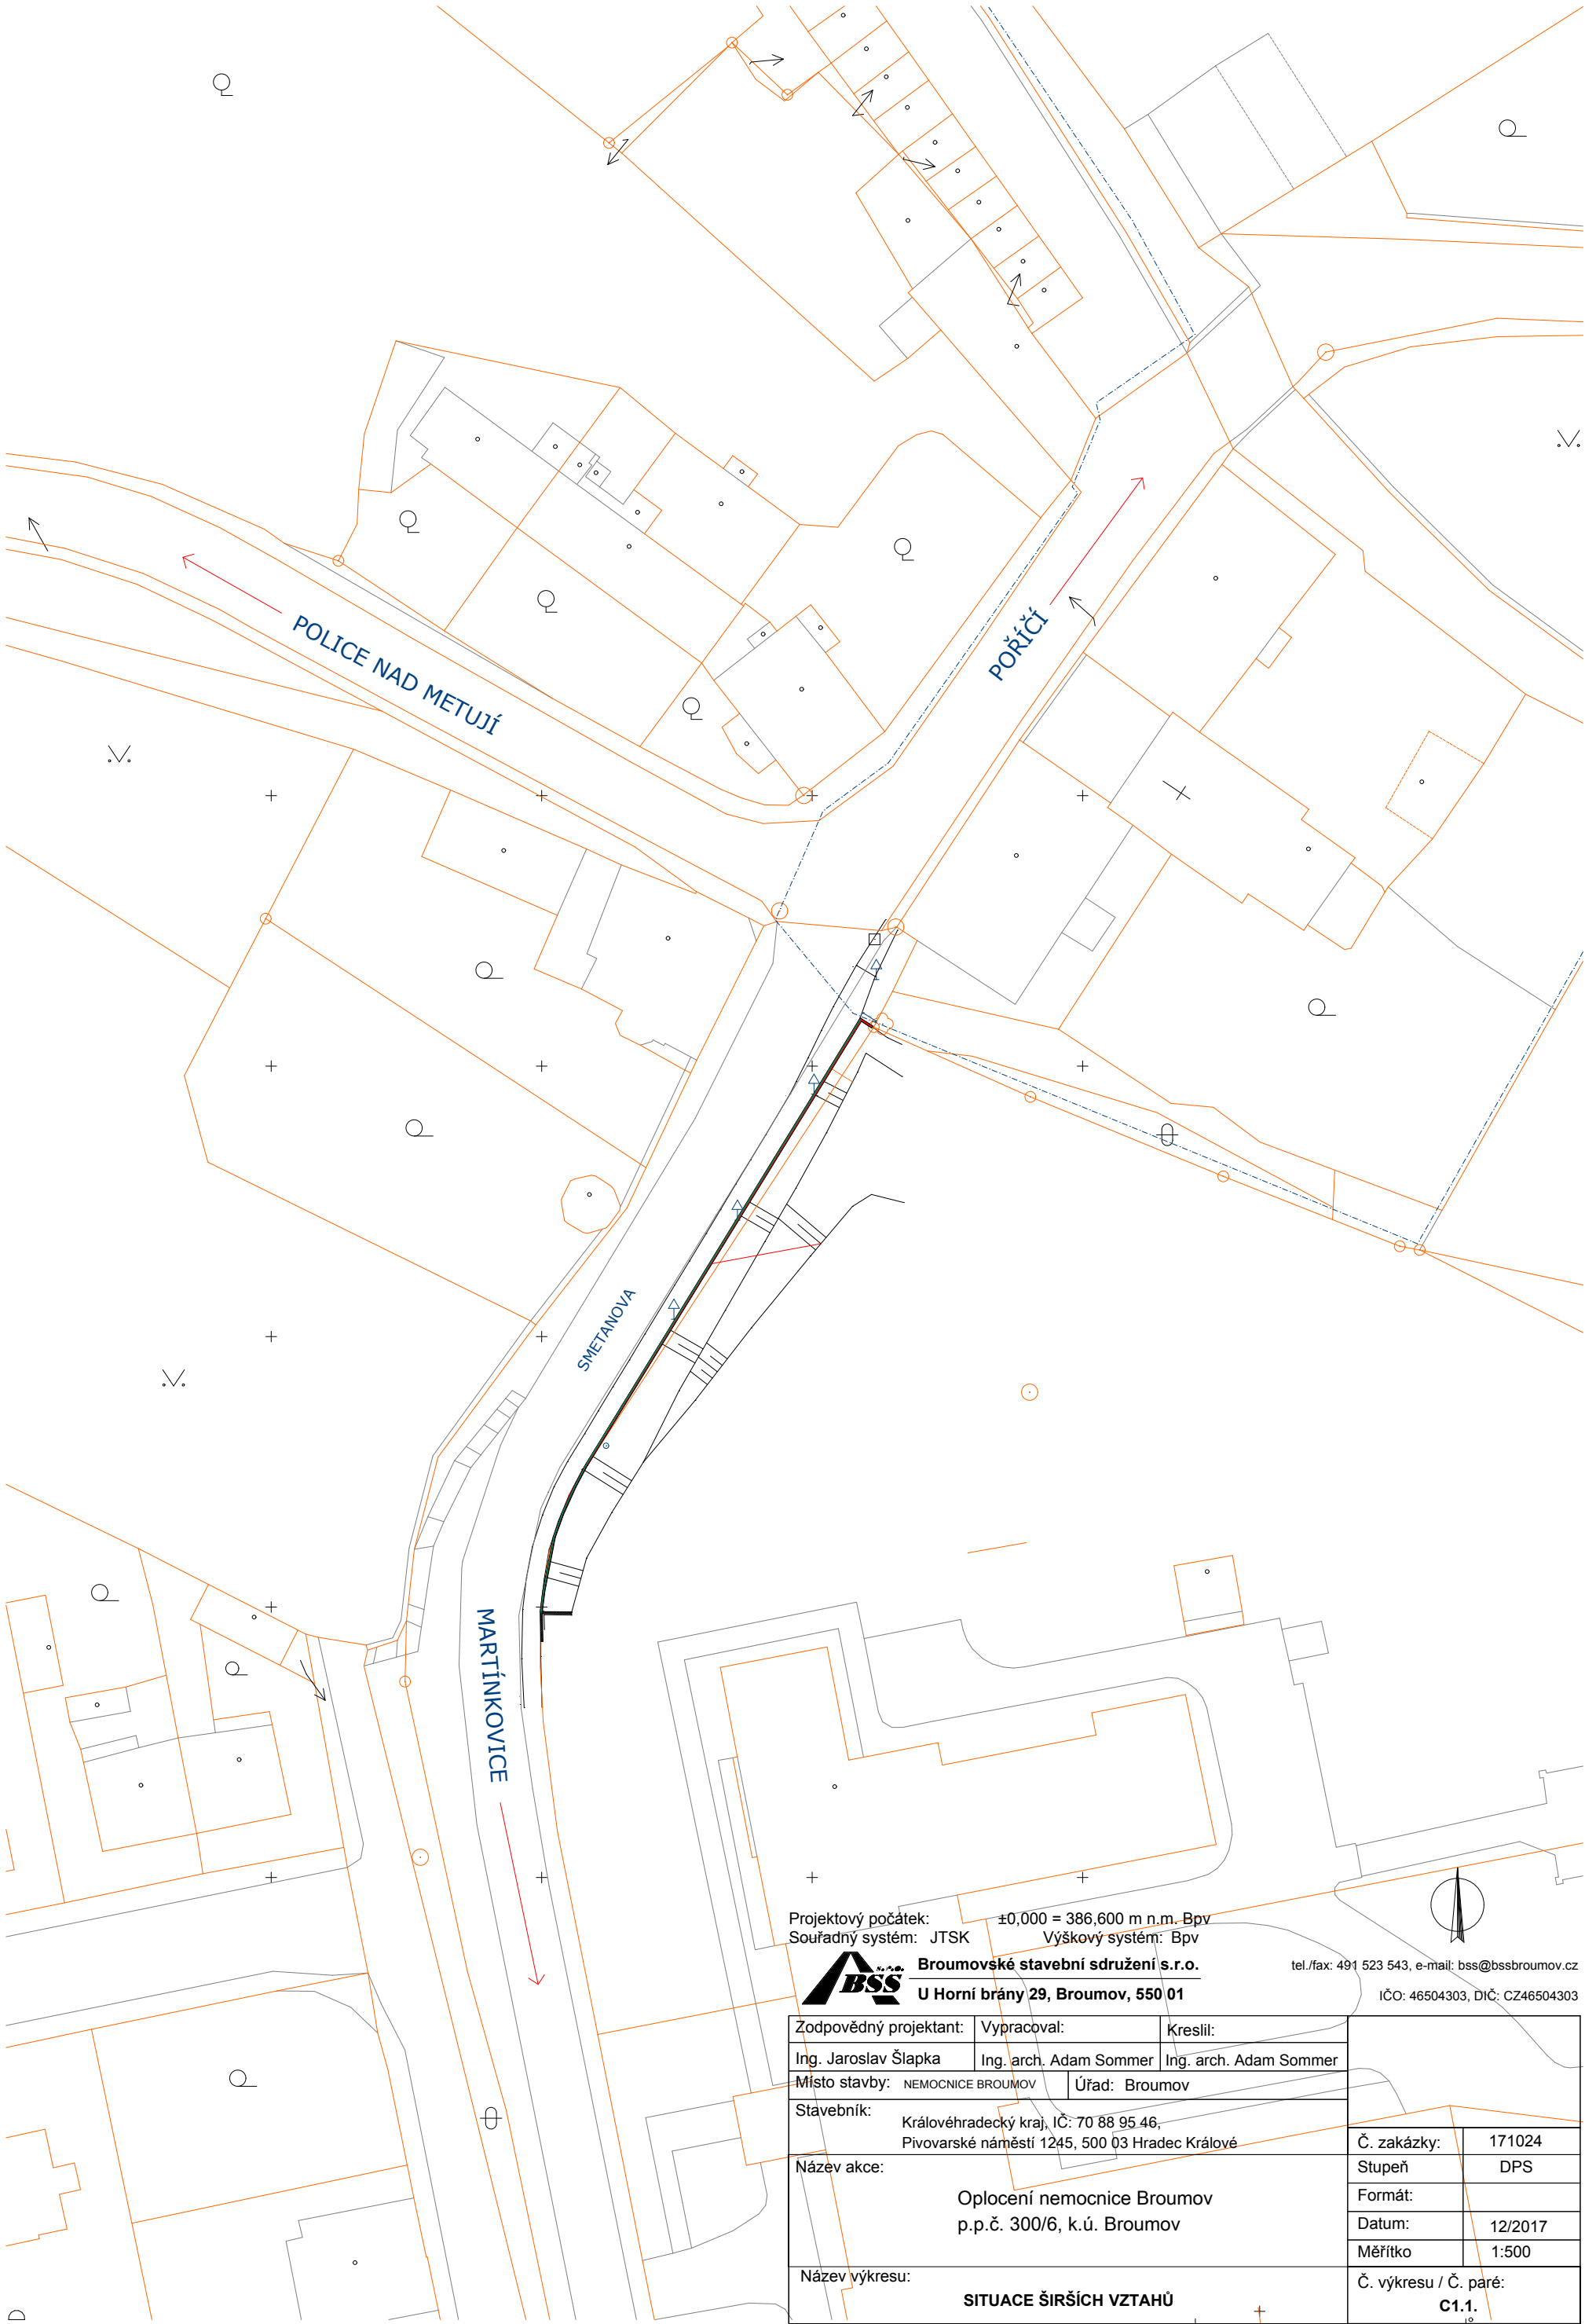 POLICE NAD METUJÍ
POŘÍČÍ
SMETANOVA
MARTÍNKOVICE
Projektový počátek: ±0,000 = 386,600 m n.m. Bpv
Souřadný systém: JTSK Výškový systém: Bpv
s.r.o.
BSS
Broumovské stavební sdružení s.r.o.
U Horní brány 29, Broumov, 550 01
tel./fax: 491 523 543, e-mail: bss@bssbroumov.cz
IČO: 46504303, DIČ: CZ46504303
Zodpovědný projektant: Vypracoval: Kreslil:
Ing. Jaroslav Šlapka Ing. arch. Adam Sommer Ing. arch. Adam Sommer
Místo stavby: NEMOCNICE BROUMOV Úřad: Broumov
Stavebník:
Královéhradecký kraj, IČ: 70 88 95 46,
Pivovarské náměstí 1245, 500 03 Hradec Králové
Č. zakázky: 171024
Název akce:
Stupeň DPS
Oplocení nemocnice Broumov
p.p.č. 300/6, k.ú. Broumov
Formát:
Datum: 12/2017
Měřítko 1:500
Název výkresu:
SITUACE ŠIRŠÍCH VZTAHŮ
Č. výkresu / Č. paré:
C1.1.